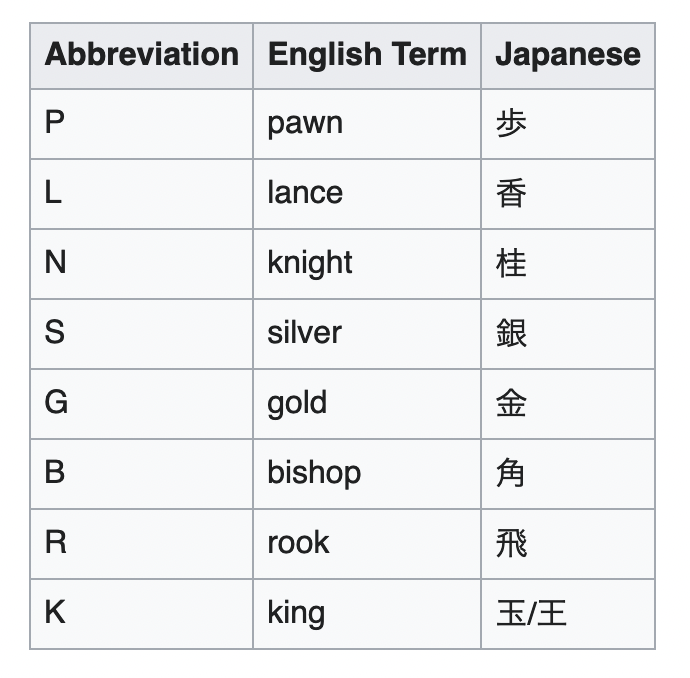 Abbreviation English Term Japanese
P pawn 歩
L lance 香
N knight 桂
S silver 銀
G gold 金
B bishop 角
R rook 飛
K king 玉/王